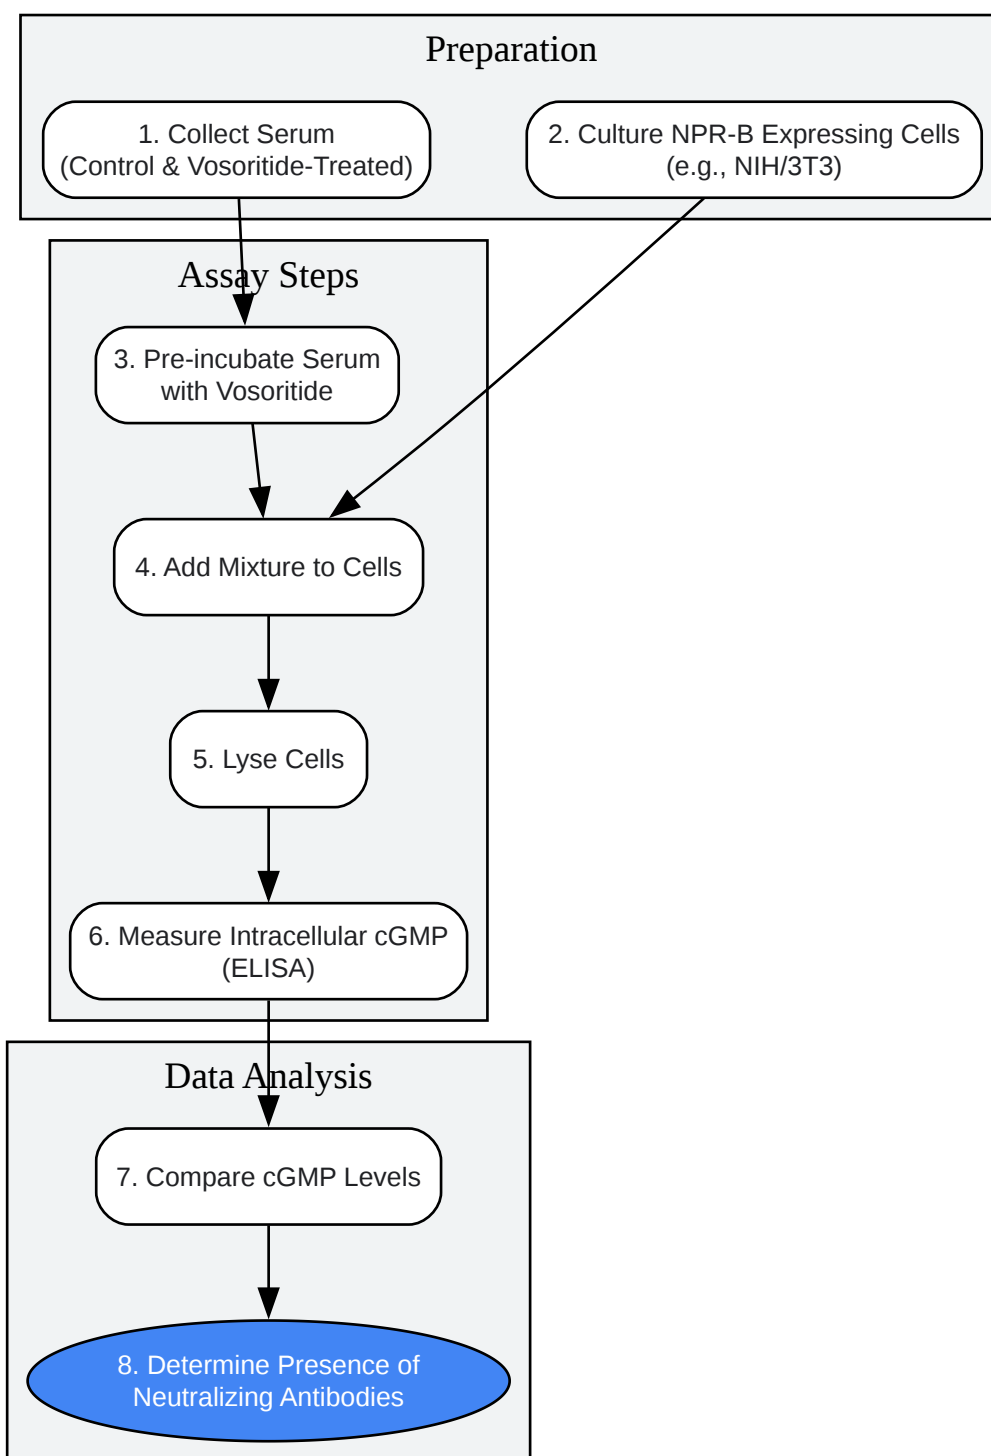 Preparation
1. Collect Serum
(Control & Vosoritide-Treated)
2. Culture NPR-B Expressing Cells
(e.g., NIH/3T3)
Assay Steps
3. Pre-incubate Serum
with Vosoritide
4. Add Mixture to Cells
5. Lyse Cells
6. Measure Intracellular cGMP
(ELISA)
Data Analysis
7. Compare cGMP Levels
8. Determine Presence of
Neutralizing Antibodies